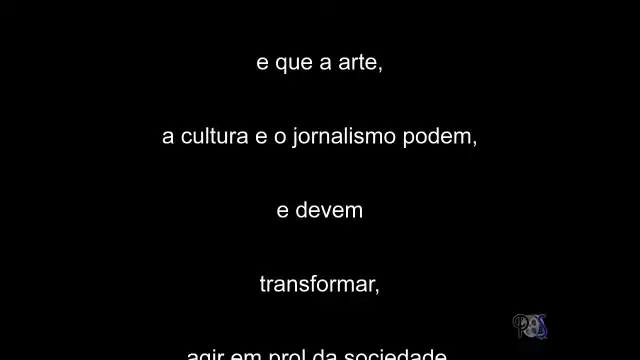 e que a arte,
a cultura e o jornalismo podem,
e devem
transformar,
agir em prol da sociedade